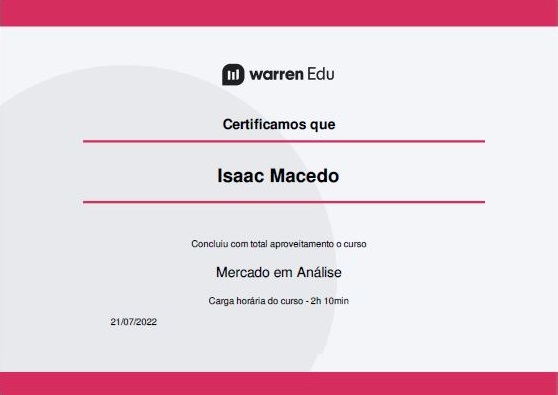 warren Edu
Certificamos que
Isaac Macedo
Concluiu com total aproveitamento o curso
Mercado em Análise
Carga horária do curso - 2h 10min
21/07/2022